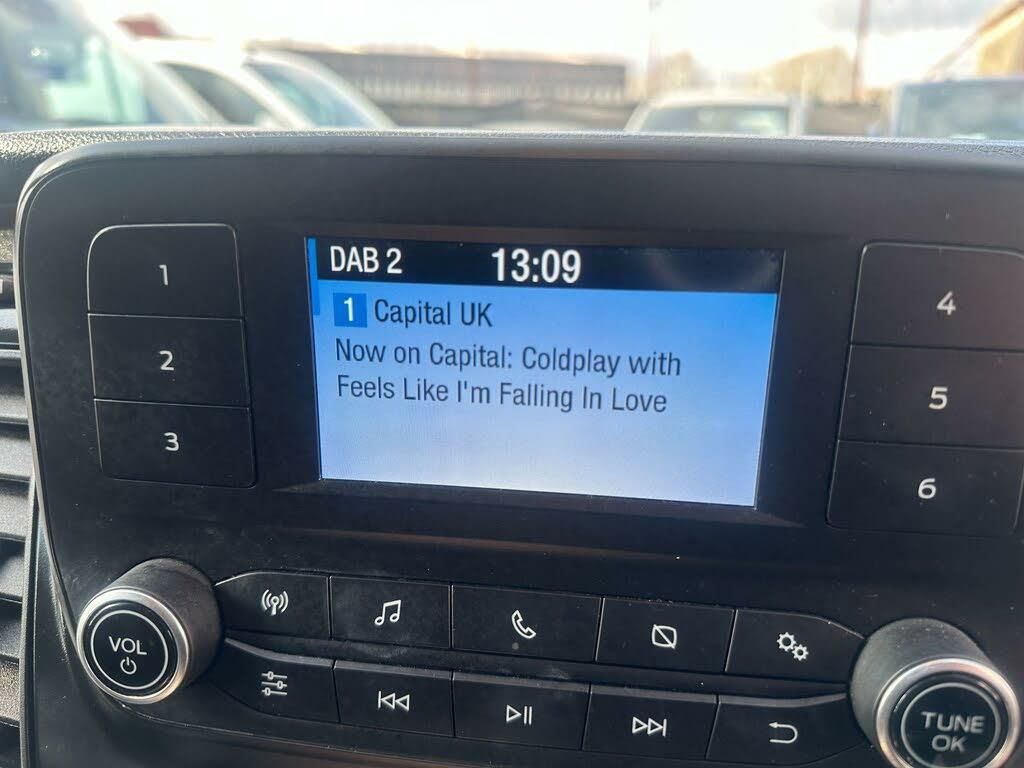 DAB 2 13:09
1 Capital UK
Now on Capital: Coldplay with
Feels Like I'm Falling In Love
1
2
3
4
5
6
VOL
TUNE
OK